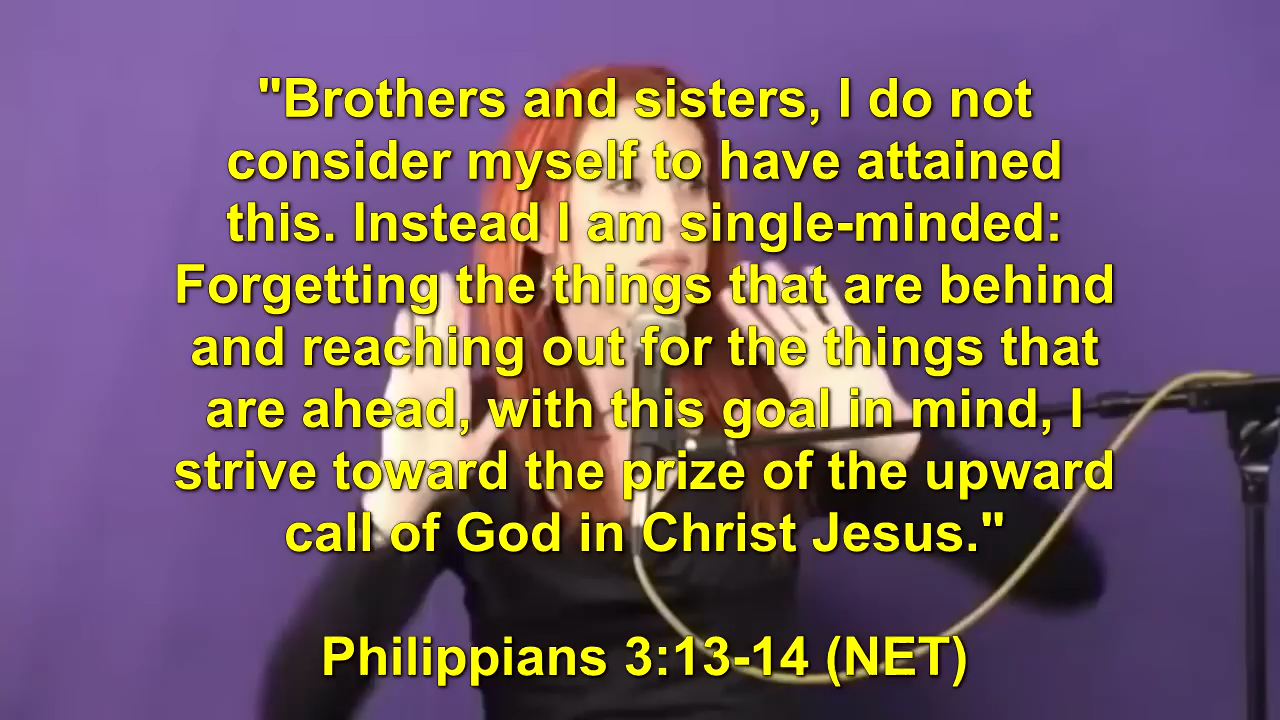 "Brothers and sisters, I do not
consider myself to have attained
this. Instead I am single-minded:
Forgetting the things that are behind
and reaching out for the things that
are ahead, with this goal in mind, I
strive toward the prize of the upward
call of God in Christ Jesus."
Philippians 3:13-14 (NET)